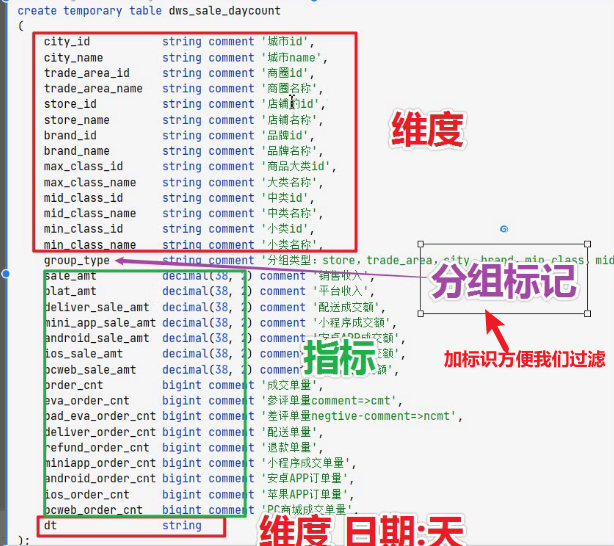 create temporary table dws_sale_daycount
(
city_id string comment '城市id',
city_name string comment '城市name',
trade_area_id string comment '商圈id',
trade_area_name string comment '商圈名称',
store_id string comment '店铺的id',
store_name string comment '店铺名称',
brand_id string comment '品牌id',
brand_name string comment '品牌名称',
max_class_id string comment '商品大类id',
max_class_name string comment '大类名称',
mid_class_id string comment '中类id',
mid_class_name string comment '中类名称',
min_class_id string comment '小类id',
min_class_name string comment '小类名称',
维度
group_type string comment '分组类型：store，trade_area，city，brand，min_class，mid
分组标记
加标识方便我们过滤
sale_amt decimal(38, 2) comment '销售收入',
plat_amt decimal(38, 2) comment '平台收入',
deliver_sale_amt decimal(38, 2) comment '配送成交额',
mini_app_sale_amt decimal(38, 2) comment '小程序成交额',
android_sale_amt decimal(38, 2) comment '安卓APP成交额',
ios_sale_amt decimal(38, 2) comment
pcweb_sale_amt decimal(38, 2) comment
指标
order_cnt bigint comment '成交单量',
eva_order_cnt bigint comment '参评单量comment=>cmt',
bad_eva_order_cnt bigint comment '差评单量negtive-comment=>ncmt',
deliver_order_cnt bigint comment '配送单量',
refund_order_cnt bigint comment '退款单量',
miniapp_order_cnt bigint comment '小程序成交单量',
android_order_cnt bigint comment '安卓APP订单量',
ios_order_cnt bigint comment '苹果APP订单量',
pcweb_order_cnt bigint comment 'PC商城成交单量',
dt string
维度 日期:天
);